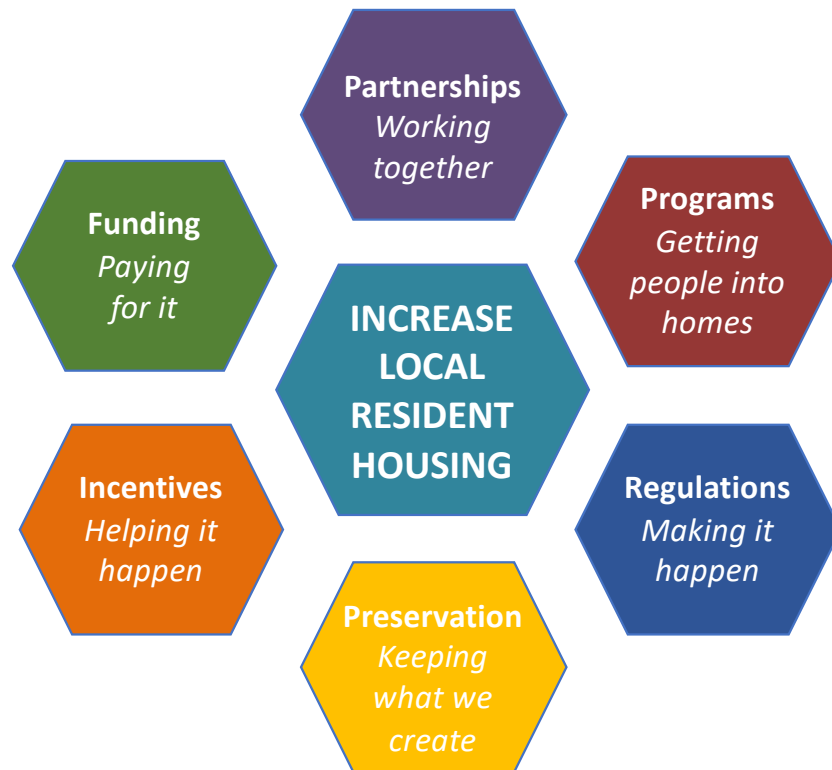 Partnerships
Working
together
Funding
Paying
for it
Programs
Getting
people into
homes
INCREASE
LOCAL
RESIDENT
HOUSING
Incentives
Helping it
happen
Regulations
Making it
happen
Preservation
Keeping
what we
create